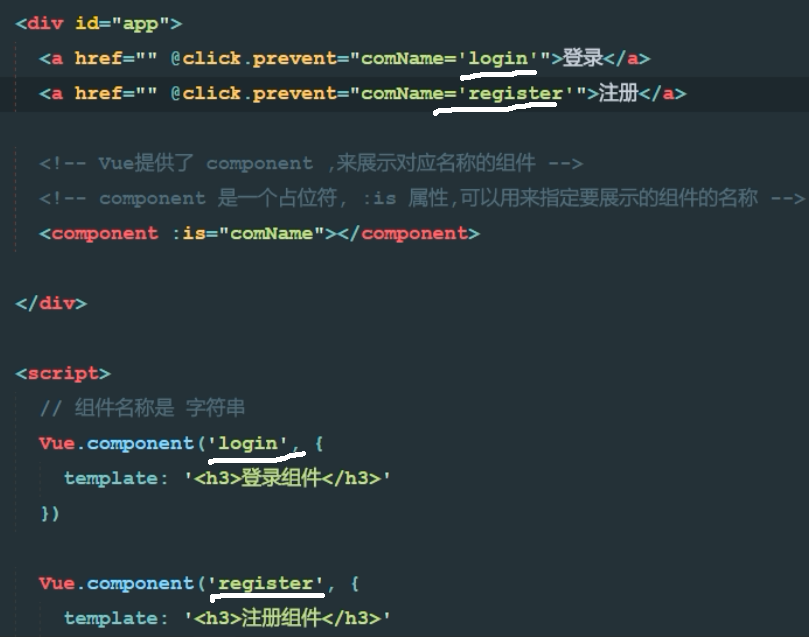 <div id="app">
<a href="" @click.prevent="comName='login'">登录</a>
<a href="" @click.prevent="comName='register'">注册</a>
<!-- Vue提供了 component ,来展示对应名称的组件 -->
<!-- component 是一个占位符, :is 属性,可以用来指定要展示的组件的名称 -->
<component :is="comName"></component>
</div>
<script>
// 组件名称是 字符串
Vue.component('login', {
template: '<h3>登录组件</h3>'
})
Vue.component('register', {
template: '<h3>注册组件</h3>'